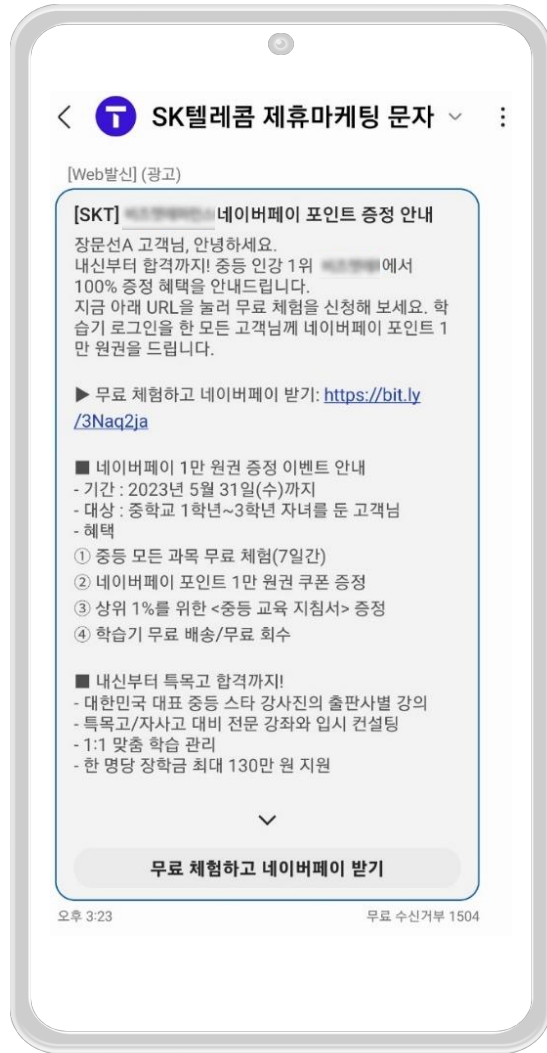 SK텔레콤 제휴마케팅 문자
[Web발신] (광고)
[SKT] 네이버페이 포인트 증정 안내
장문선A 고객님, 안녕하세요.
내신부터 합격까지! 중등 인강 1위 에서
100% 증정 혜택을 안내드립니다.
지금 아래 URL을 눌러 무료 체험을 신청해 보세요. 학
습기 로그인을 한 모든 고객님께 네이버페이 포인트 1
만 원권을 드립니다.
▶ 무료 체험하고 네이버페이 받기: https://bit.ly
/3Naq2ja
■ 네이버페이 1만 원권 증정 이벤트 안내
- 기간 : 2023년 5월 31일(수)까지
- 대상 : 중학교 1학년~3학년 자녀를 둔 고객님
- 혜택
① 중등 모든 과목 무료 체험(7일간)
② 네이버페이 포인트 1만 원권 쿠폰 증정
③ 상위 1%를 위한 <중등 교육 지침서> 증정
④ 학습기 무료 배송/무료 회수
■ 내신부터 특목고 합격까지!
- 대한민국 대표 중등 스타 강사진의 출판사별 강의
- 특목고/자사고 대비 전문 강좌와 입시 컨설팅
- 1:1 맞춤 학습 관리
- 한 명당 장학금 최대 130만 원 지원
무료 체험하고 네이버페이 받기
오후 3:23
무료 수신거부 1504